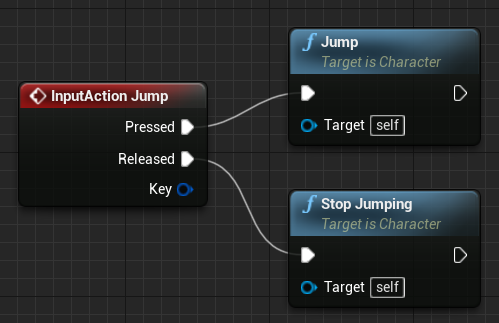 InputAction Jump
Pressed
Released
Key
f Jump
Target is Character
Target self
f Stop Jumping
Target is Character
Target self